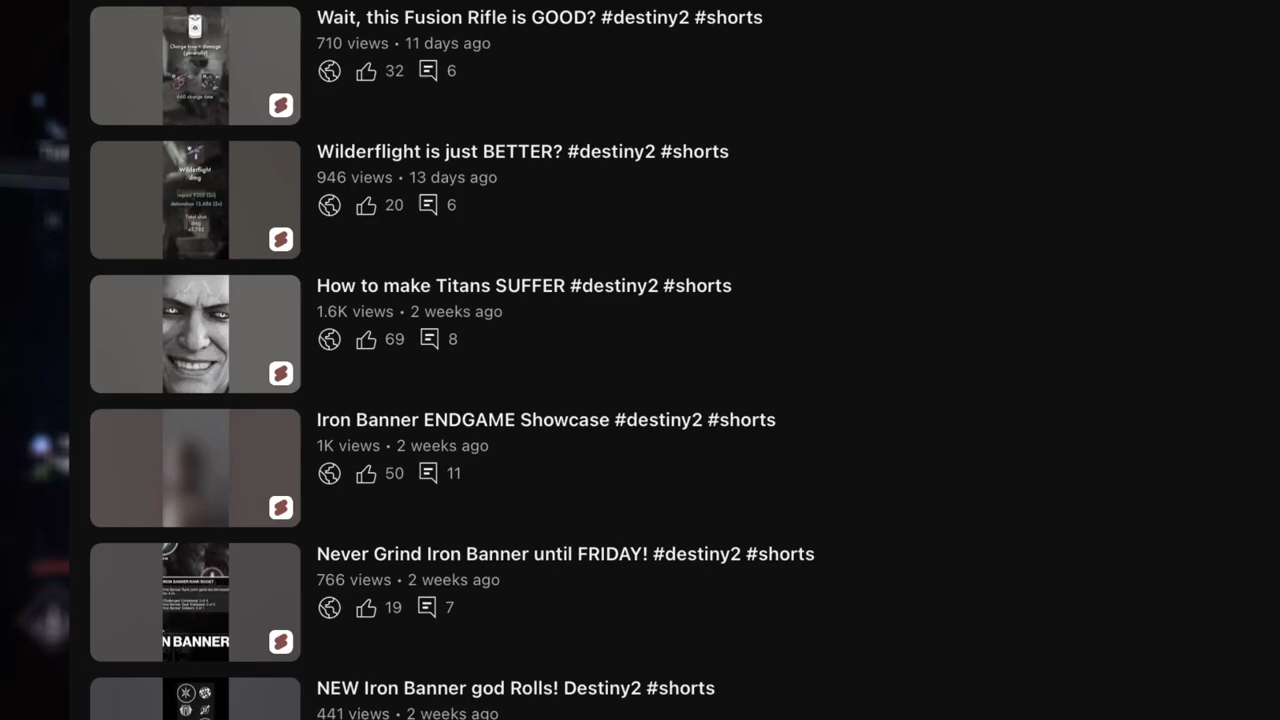 Wait, this Fusion Rifle is GOOD? #destiny2 #shorts
710 views • 11 days ago
32 6
Wilderflight is just BETTER? #destiny2 #shorts
946 views • 13 days ago
20 6
Wilderflight
dmg
How to make Titans SUFFER #destiny2 #shorts
1.6K views • 2 weeks ago
69 8
Iron Banner ENDGAME Showcase #destiny2 #shorts
1K views • 2 weeks ago
50 11
Never Grind Iron Banner until FRIDAY! #destiny2 #shorts
766 views • 2 weeks ago
19 7
N BANNER
NEW Iron Banner god Rolls! Destiny2 #shorts
441 views • 2 weeks ago